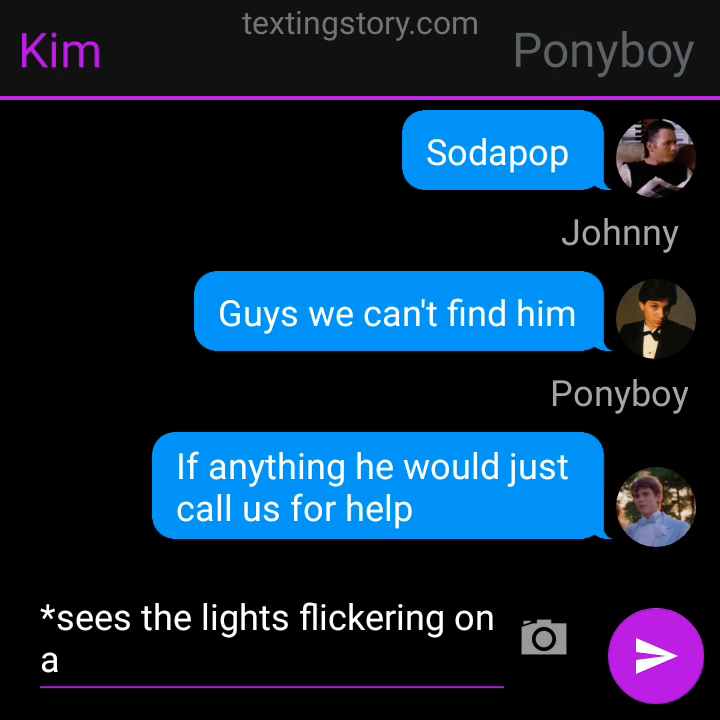 textingstory.com
Kim
Ponyboy
Sodapop
Johnny
Guys we can't find him
Ponyboy
If anything he would just
call us for help
*sees the lights flickering on
a